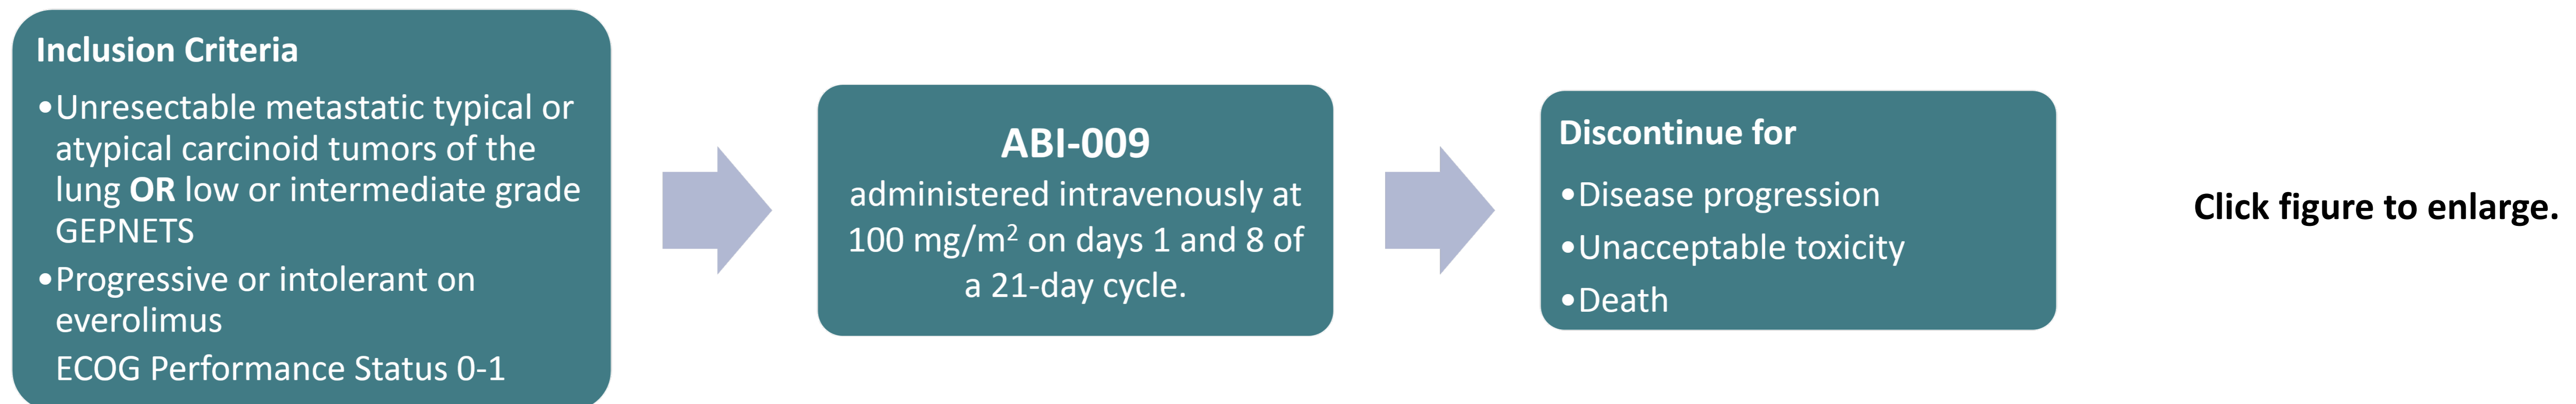 Inclusion Criteria
•Unresectable metastatic typical or
atypical carcinoid tumors of the
lung OR low or intermediate grade
GEPNETS
•Progressive or intolerant on
everolimus
ECOG Performance Status 0-1
ABI-009
administered intravenously at
100 mg/m² on days 1 and 8 of
a 21-day cycle.
Discontinue for
•Disease progression
•Unacceptable toxicity
•Death
Click figure to enlarge.